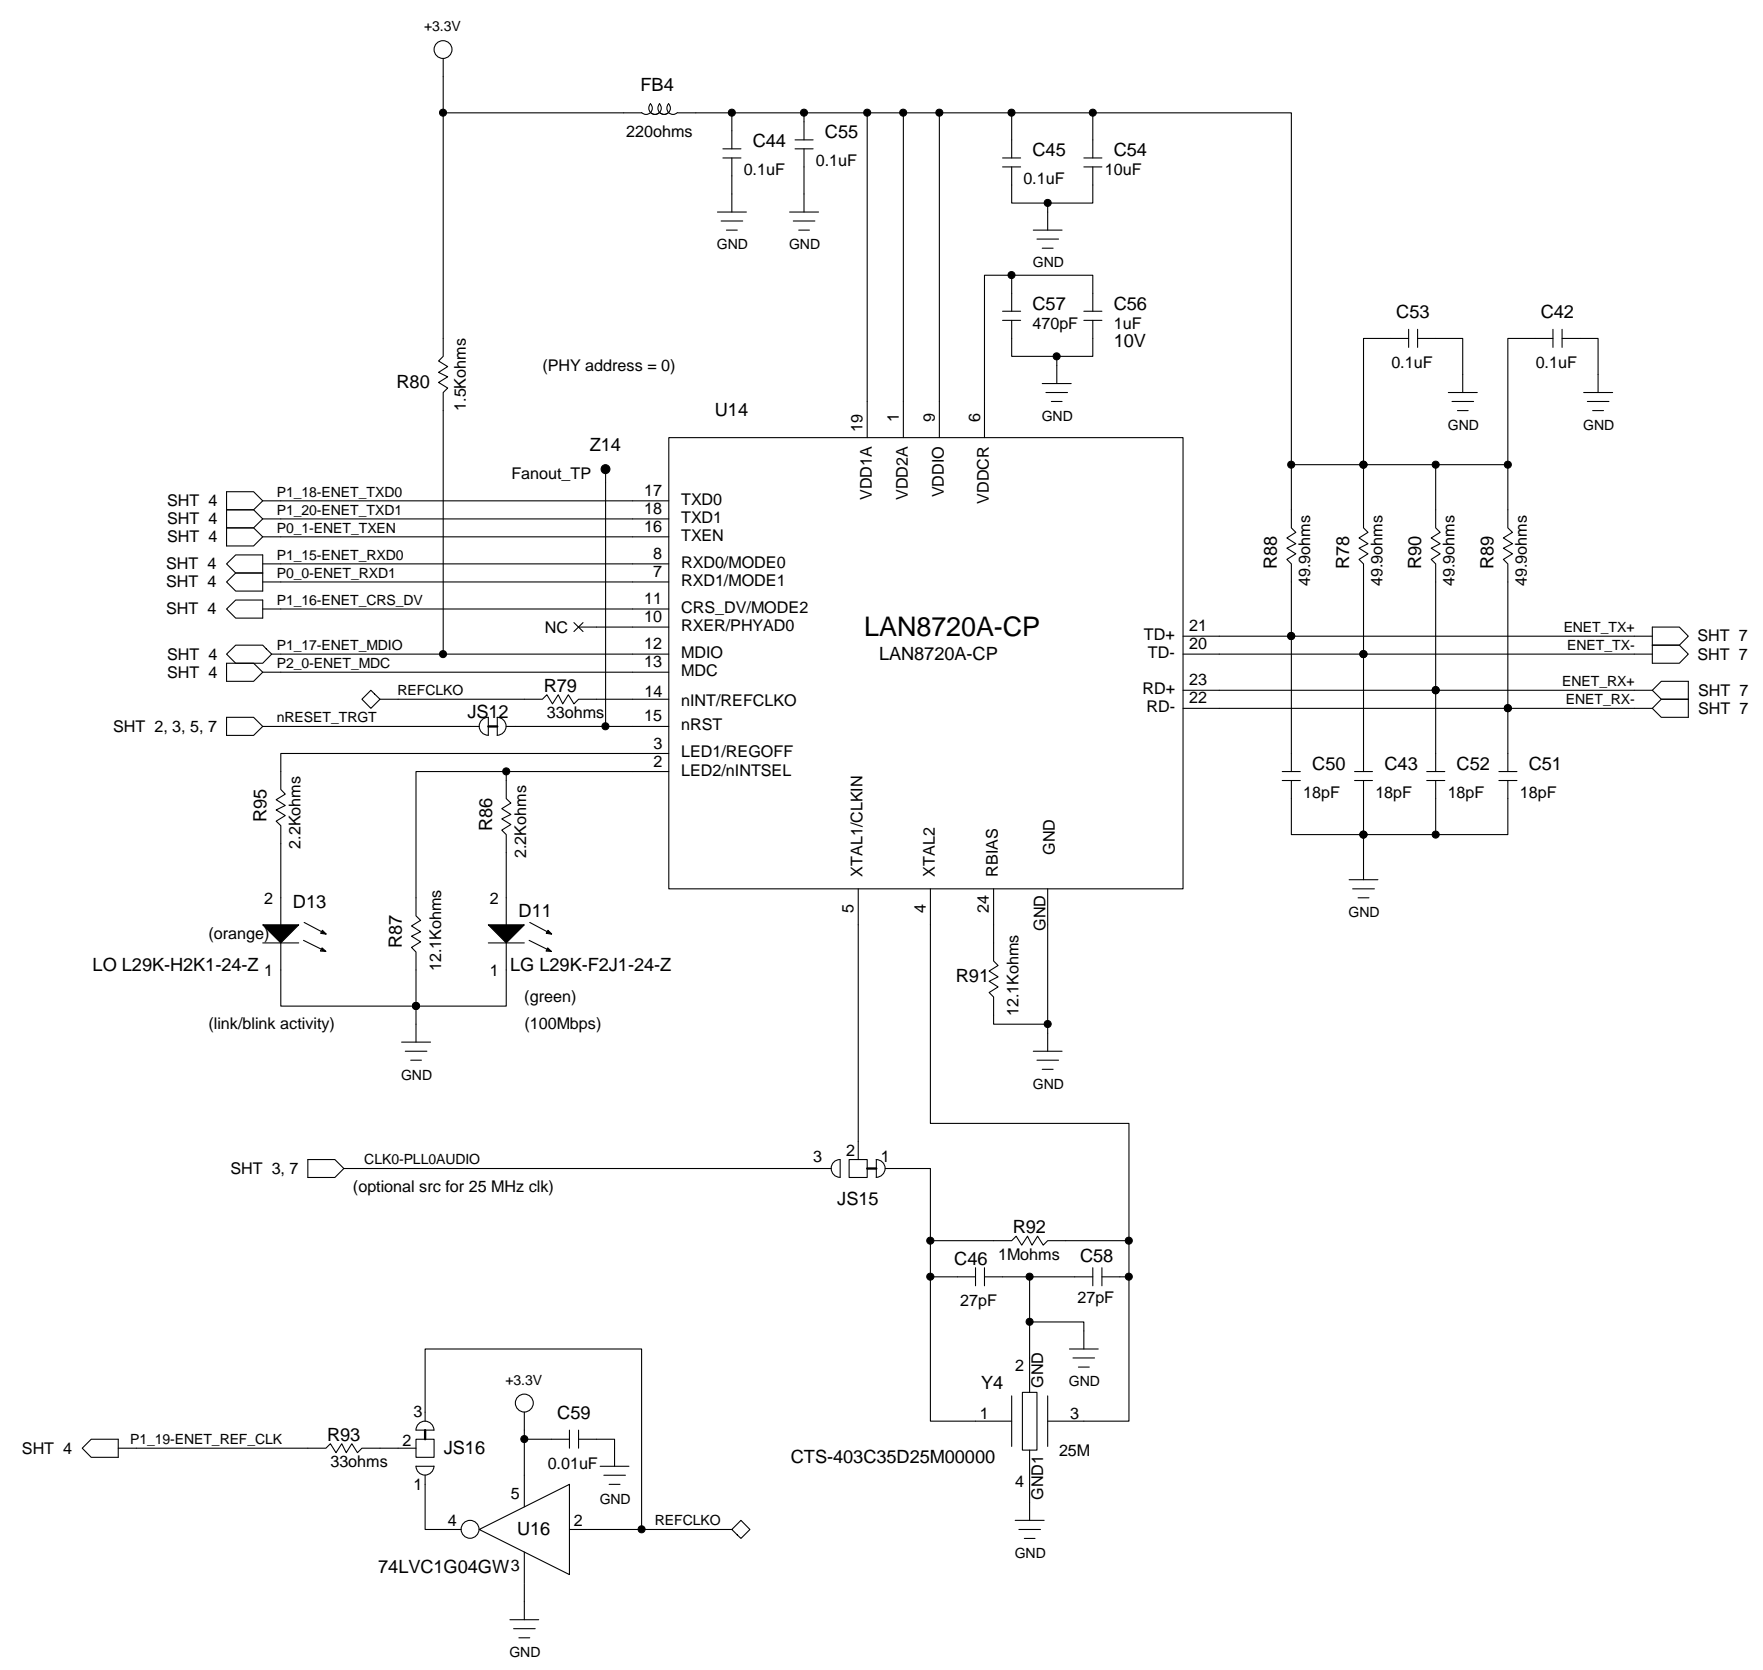 +3.3V
FB4
220ohms
C44
0.1uF
C55
0.1uF
C45
0.1uF
C54
10uF
GND
GND
GND
C57
470pF
C56
1uF
10V
GND
C53
0.1uF
C42
0.1uF
GND
GND
R80
1.5Kohms
(PHY address = 0)
U14
Z14
Fanout_TP
19
1
9
6
VDD1A
VDD2A
VDDIO
VDDCR
SHT 4
P1_18-ENET_TXD0
17
TXD0
SHT 4
P1_20-ENET_TXD1
18
TXD1
SHT 4
P0_1-ENET_TXEN
16
TXEN
SHT 4
P1_15-ENET_RXD0
8
RXD0/MODE0
SHT 4
P0_0-ENET_RXD1
7
RXD1/MODE1
SHT 4
P1_16-ENET_CRS_DV
11
CRS_DV/MODE2
NC
10
RXER/PHYAD0
SHT 4
P1_17-ENET_MDIO
12
MDIO
SHT 4
P2_0-ENET_MDC
13
MDC
REFCLKO
R79
33ohms
14
nINT/REFCLKO
SHT 2, 3, 5, 7
nRESET_TRGT
JS12
15
nRST
3
LED1/REGOFF
2
LED2/nINTSEL
LAN8720A-CP
LAN8720A-CP
R88
49.9ohms
R78
49.9ohms
R90
49.9ohms
R89
49.9ohms
TD+
21
ENET_TX+
SHT 7
TD-
20
ENET_TX-
SHT 7
RD+
23
ENET_RX+
SHT 7
RD-
22
ENET_RX-
SHT 7
C50
18pF
C43
18pF
C52
18pF
C51
18pF
GND
R95
2.2Kohms
R86
2.2Kohms
2
D13
(orange)
LO L29K-H2K1-24-Z
1
(link/blink activity)
R87
12.1Kohms
2
D11
1
LG L29K-F2J1-24-Z
(green)
(100Mbps)
GND
XTAL1/CLKIN
XTAL2
RBIAS
GND
5
4
24
GND
R91
12.1Kohms
GND
SHT 3, 7
CLK0-PLL0AUDIO
(optional src for 25 MHz clk)
3
2
1
JS15
R92
1Mohms
C46
27pF
C58
27pF
2
GND
GND
Y4
1
3
25M
CTS-403C35D25M00000
4
GND1
GND
+3.3V
C59
0.01uF
GND
SHT 4
P1_19-ENET_REF_CLK
R93
33ohms
3
2
JS16
1
5
4
U16
2
REFCLKO
74LVC1G04GW
3
GND